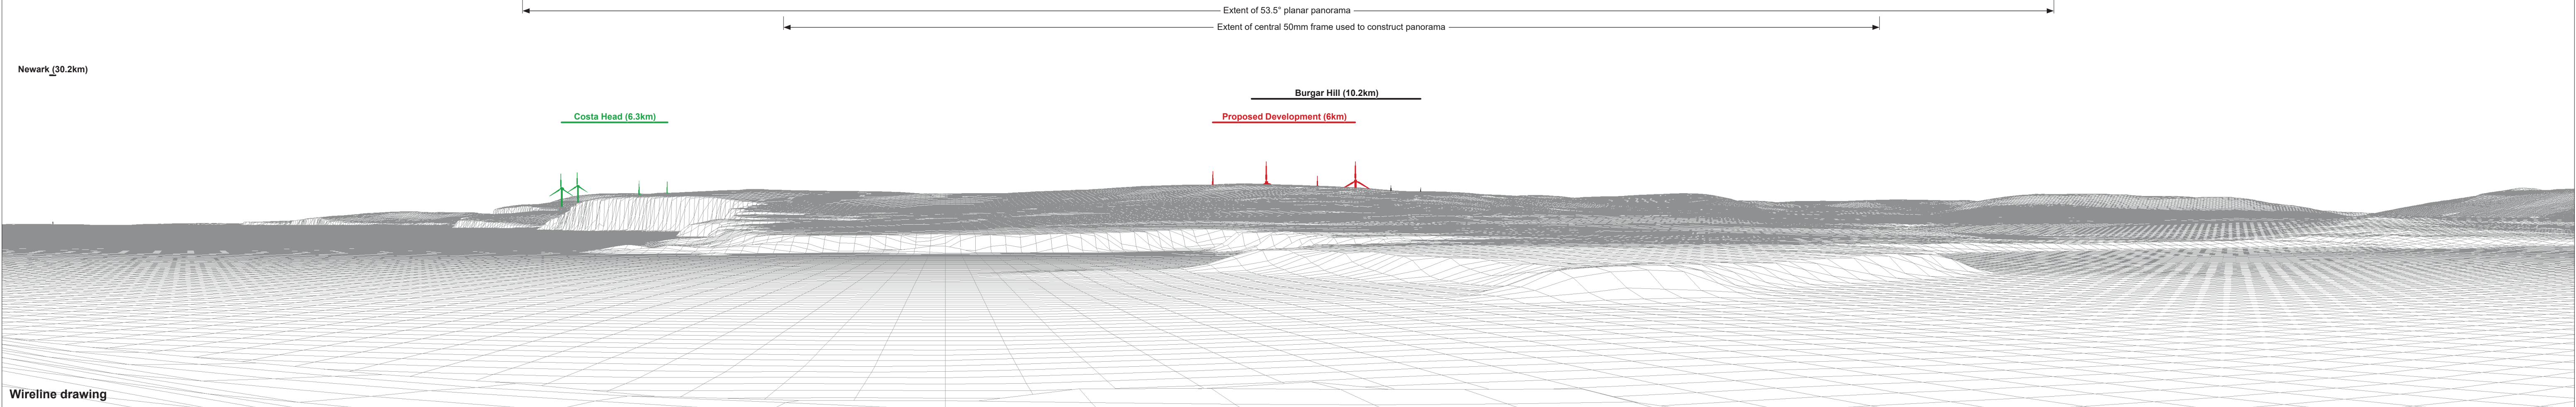 Extent of 53.5° planar panorama
Extent of central 50mm frame used to construct panorama
Newark (30.2km)
Burgar Hill (10.2km)
Costa Head (6.3km)
Proposed Development (6km)
Wireline drawing